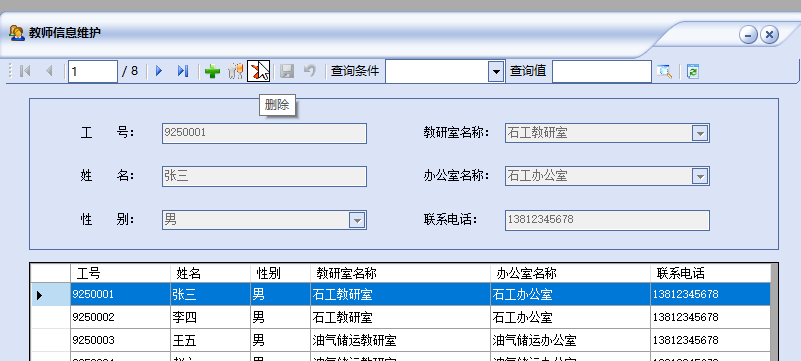 教师信息维护
1 / 8 查询条件 查询值
删除
工 号: 9250001 教研室名称: 石工教研室
姓 名: 张三 办公室名称: 石工办公室
性 别: 男 联系电话: 13812345678
工号 姓名 性别 教研室名称 办公室名称 联系电话
9250001 张三 男 石工教研室 石工办公室 13812345678
9250002 李四 男 石工教研室 石工办公室 13812345678
9250003 王五 男 油气储运教研室 油气储运办公室 13812345678